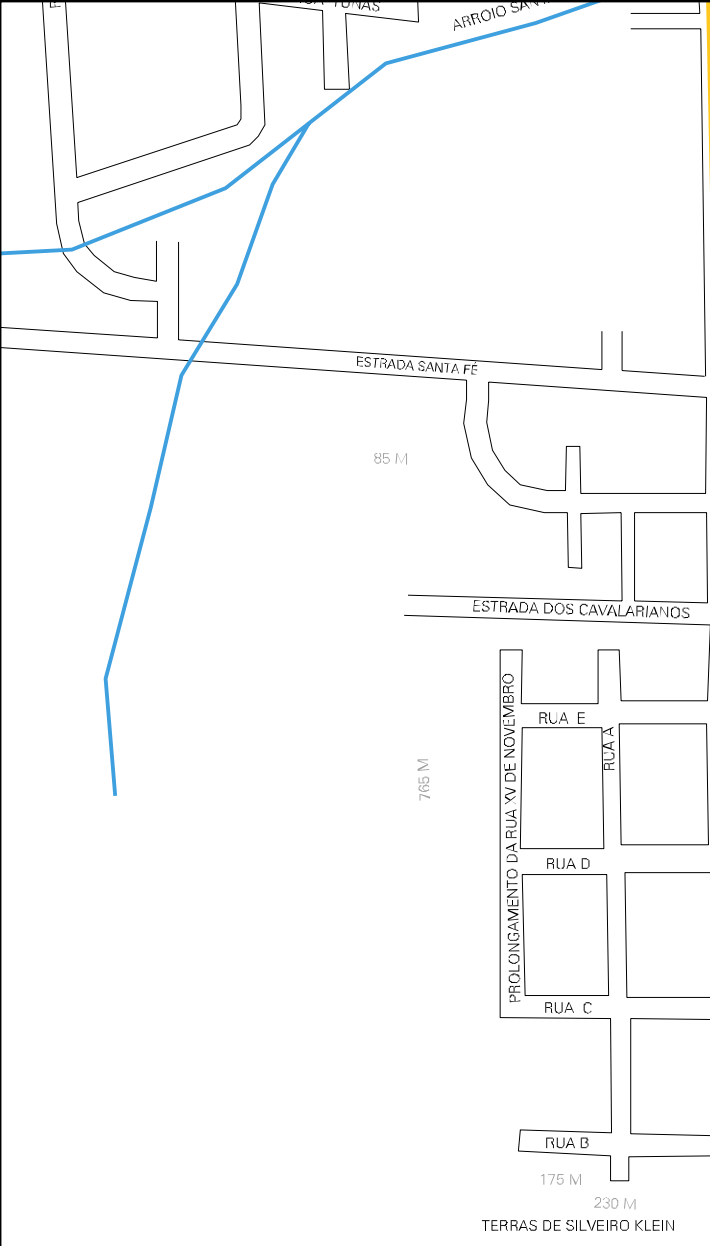 TUNAS
ARROIO
ESTRADA SANTA FÉ
85 M
ESTRADA DOS CAVALARIANOS
PROLONGAMENTO DA RUA XV DE NOVEMBRO
RUA E
RUA A
765 M
RUA D
RUA C
RUA B
175 M
230 M
TERRAS DE SILVEIRO KLEIN